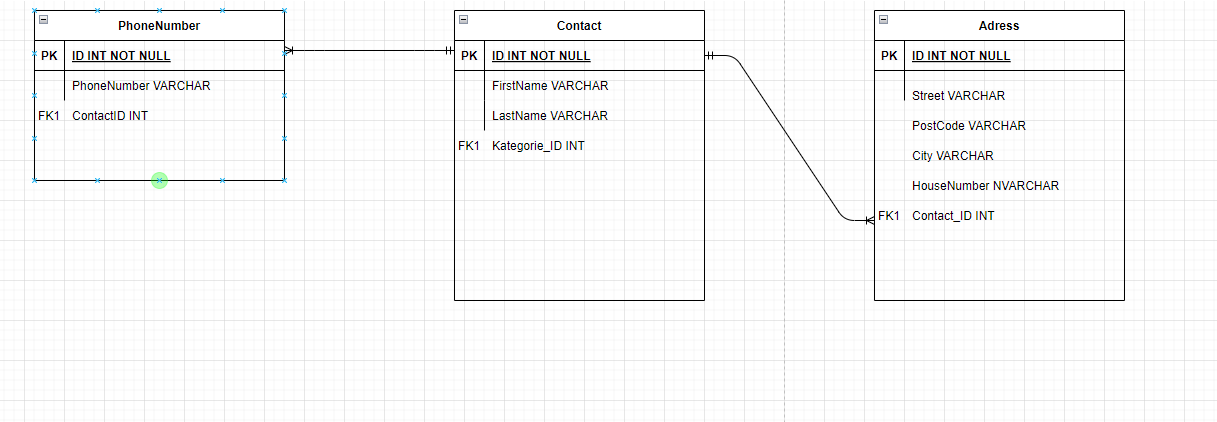 PhoneNumber
PK ID INT NOT NULL
PhoneNumber VARCHAR
FK1 ContactID INT
Contact
PK ID INT NOT NULL
FirstName VARCHAR
LastName VARCHAR
FK1 Kategorie_ID INT
Adress
PK ID INT NOT NULL
Street VARCHAR
PostCode VARCHAR
City VARCHAR
HouseNumber NVARCHAR
FK1 Contact_ID INT